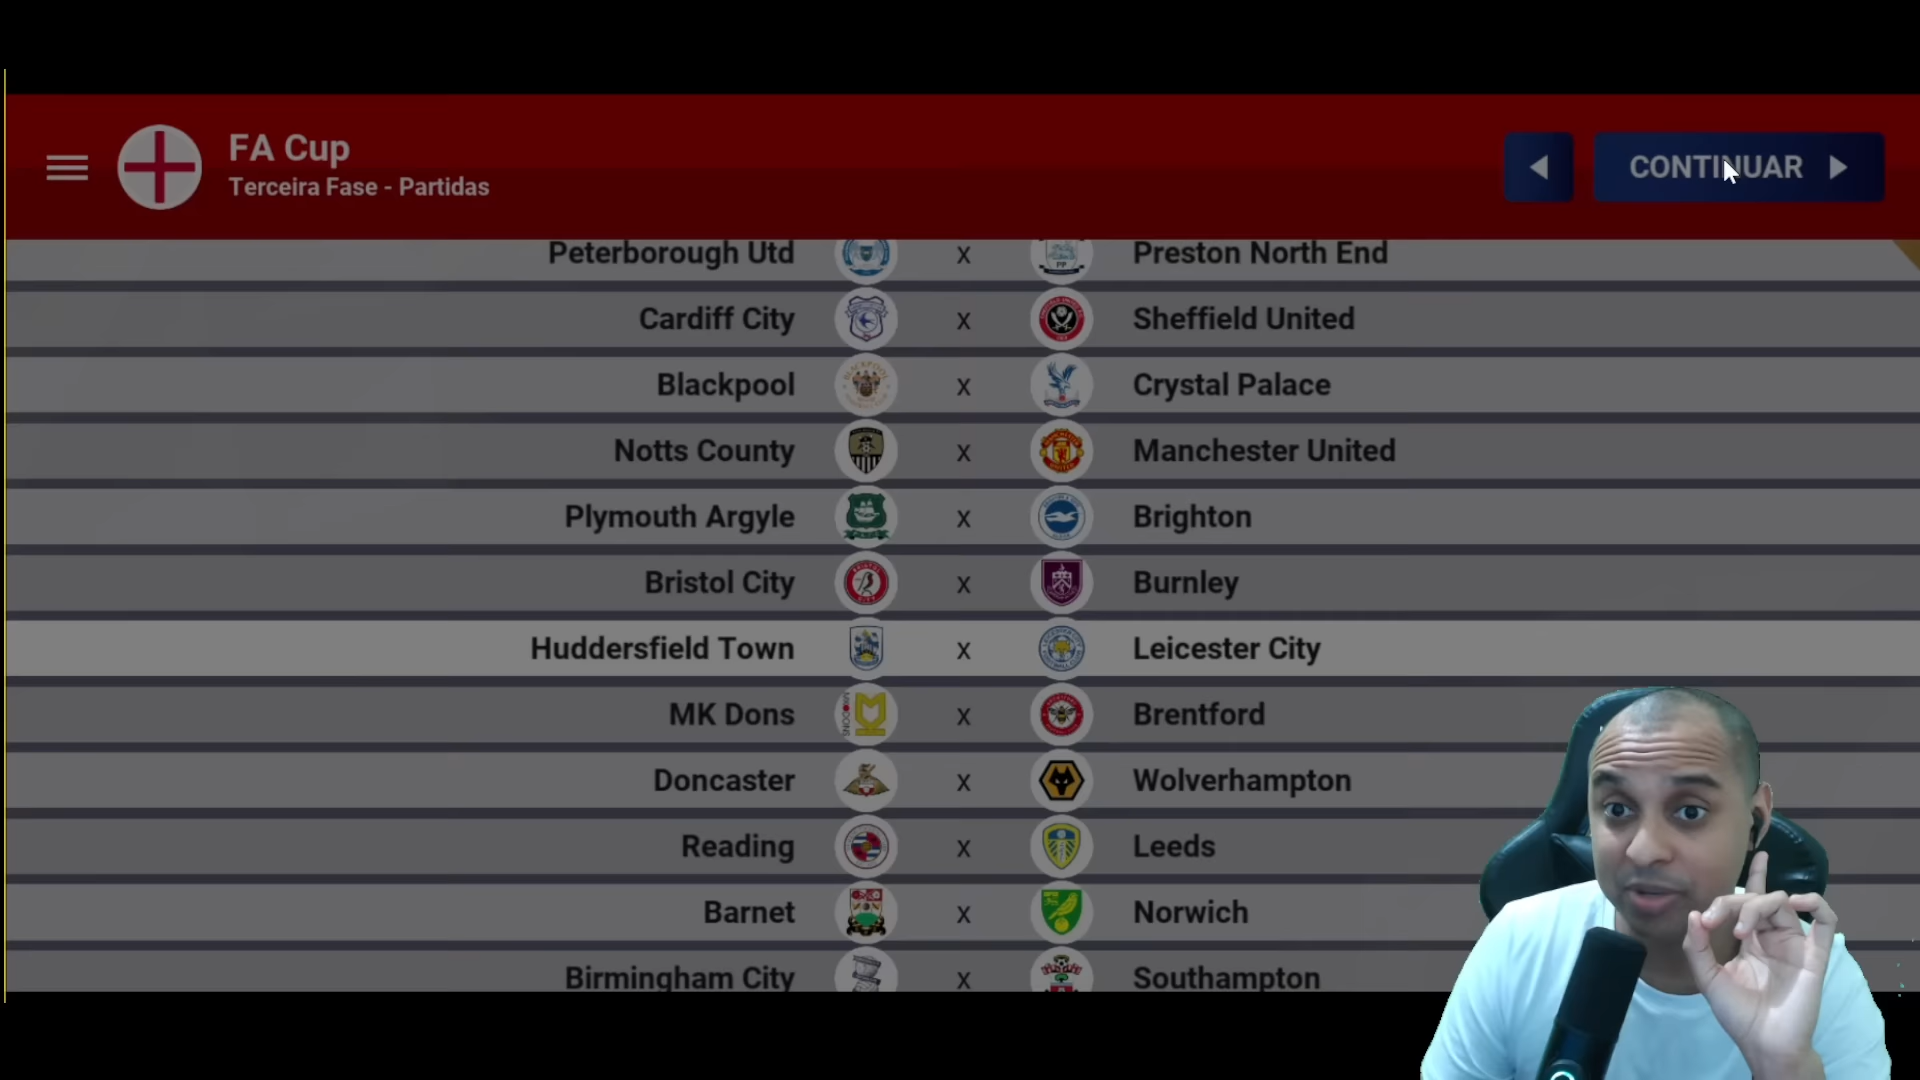 FA Cup
Terceira Fase - Partidas
CONTINUAR
Peterborough Utd x Preston North End
Cardiff City x Sheffield United
Blackpool x Crystal Palace
Notts County x Manchester United
Plymouth Argyle x Brighton
Bristol City x Burnley
Huddersfield Town x Leicester City
MK Dons x Brentford
Doncaster x Wolverhampton
Reading x Leeds
Barnet x Norwich
Birmingham City x Southampton